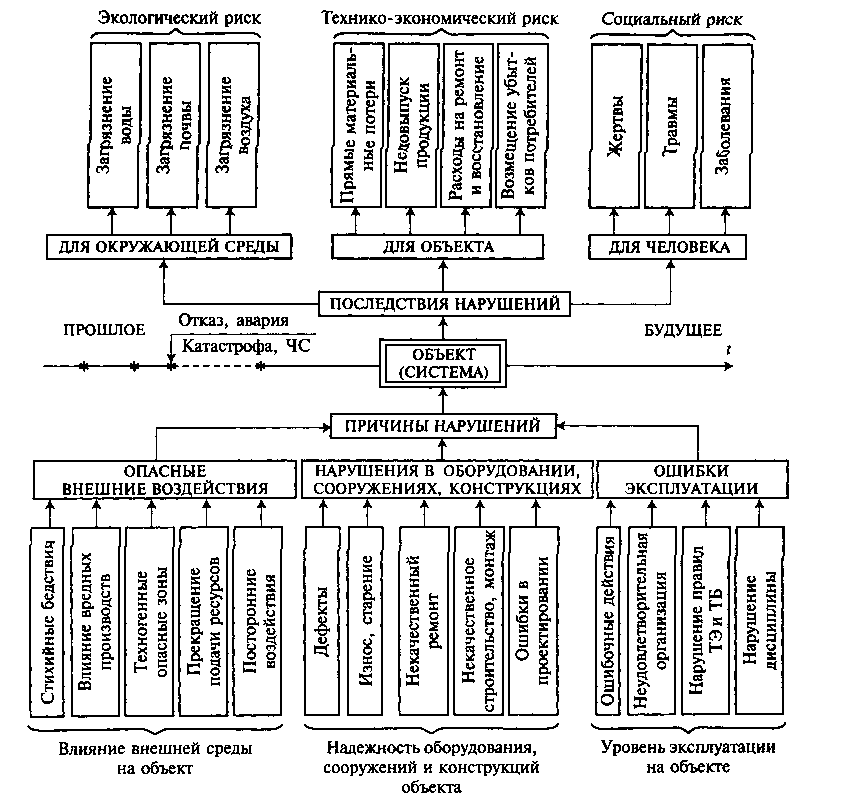 Экологический риск
Технико-экономический риск
Социальный риск
Загрязнение
воды
Загрязнение
почвы
Загрязнение
воздуха
Прямые материаль-
ные потери
Недовыпуск
продукции
Расходы на ремонт
и восстановление
Возмещение убыт-
ков потребителей
Жертвы
Травмы
Заболевания
ДЛЯ ОКРУЖАЮЩЕЙ СРЕДЫ
ДЛЯ ОБЪЕКТА
ДЛЯ ЧЕЛОВЕКА
ПОСЛЕДСТВИЯ НАРУШЕНИЙ
ПРОШЛОЕ
Отказ, авария
Катастрофа, ЧС
ОБЪЕКТ
(СИСТЕМА)
БУДУЩЕЕ
t
ПРИЧИНЫ НАРУШЕНИЙ
ОПАСНЫЕ
ВНЕШНИЕ ВОЗДЕЙСТВИЯ
НАРУШЕНИЯ В ОБОРУДОВАНИИ,
СООРУЖЕНИЯХ, КОНСТРУКЦИЯХ
ОШИБКИ
ЭКСПЛУАТАЦИИ
Стихийные бедствия
Влияние вредных
производств
Техногенные
опасные зоны
Прекращение
подачи ресурсов
Посторонние
воздействия
Дефекты
Износ, старение
Некачественный
ремонт
Некачественное
строительство, монтаж
Ошибки в
проектировании
Ошибочные действия
Неудовлетворительная
организация
Нарушение правил
ТЭ и ТБ
Нарушение
дисциплины
Влияние внешней среды
на объект
Надежность оборудования,
сооружений и конструкций
объекта
Уровень эксплуатации
на объекте